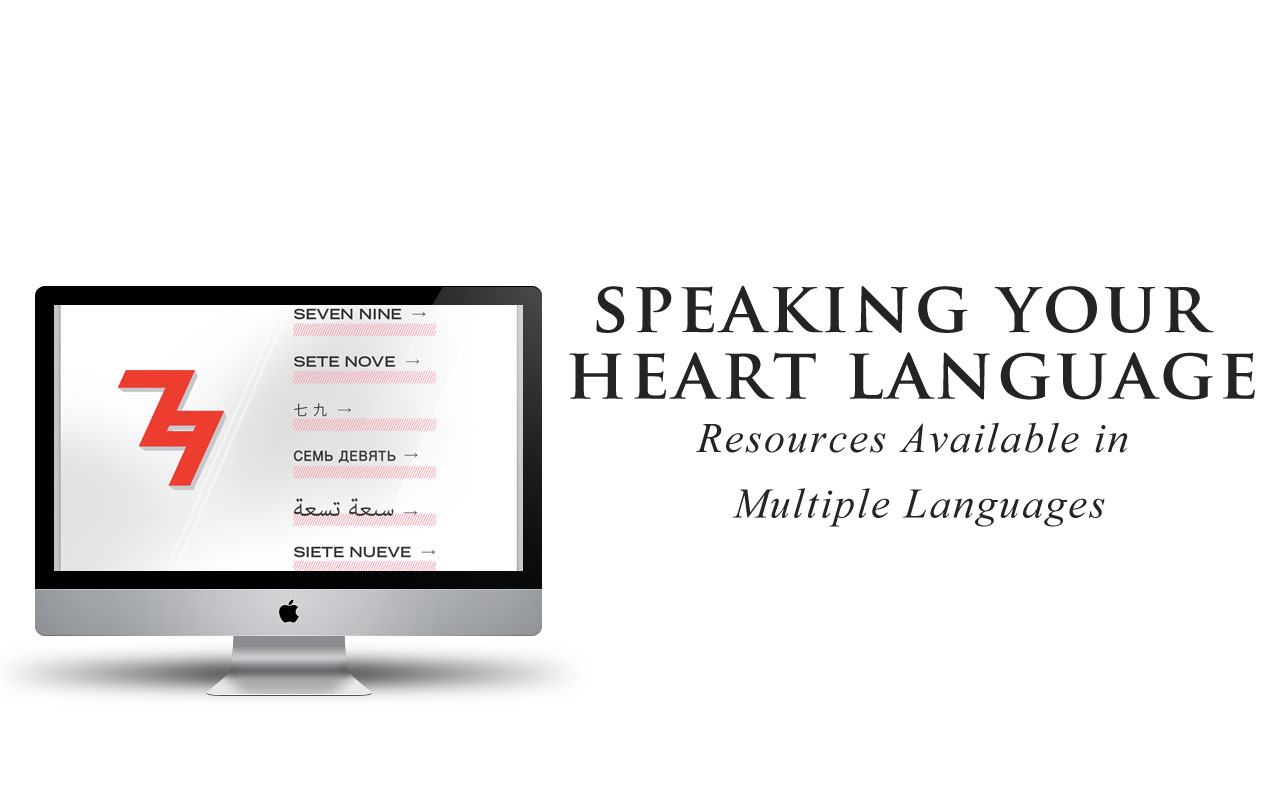 SEVEN NINE →
SETE NOVE →
七 九 →
СЕМЬ ДЕВЯТЬ →
سبعة تسعة →
SIETE NUEVE →
79
SPEAKING YOUR
HEART LANGUAGE
Resources Available in
Multiple Languages